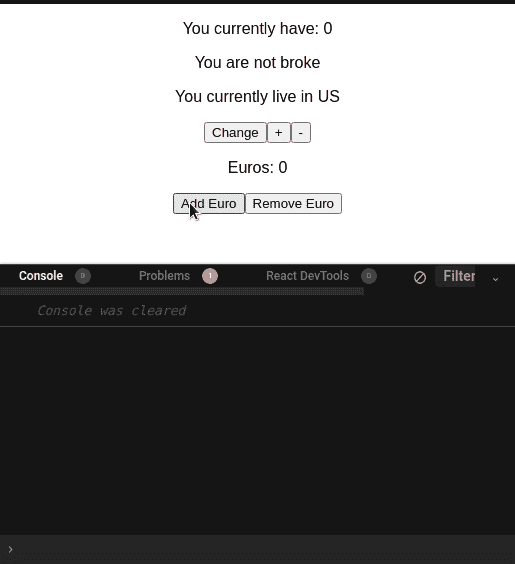 You currently have: 0
You are not broke
You currently live in US
Change + -
Euros: 0
Add Euro Remove Euro
Console 0 Problems 1 React DevTools 0 Filter
Console was cleared